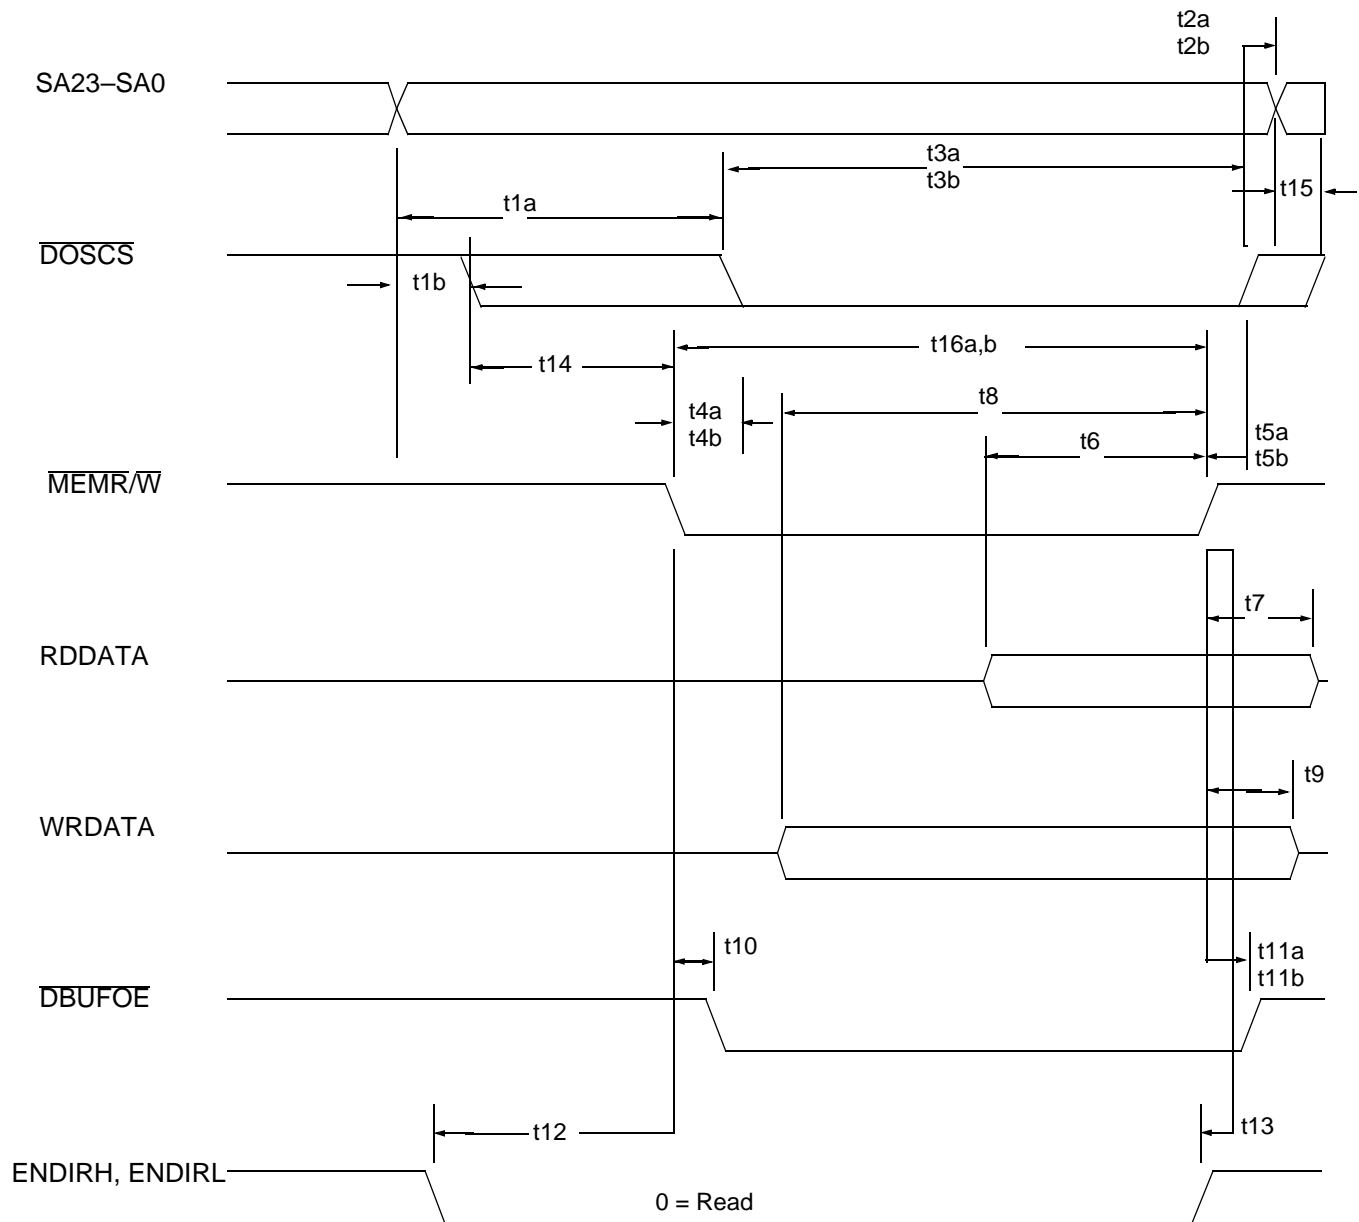 t2a
t2b
SA23–SA0
t3a
t3b
t15
t1a
DOSCS
t1b
t16a,b
t14
t8
t4a
t4b
t5a
t5b
t6
MEMR/W
t7
RDDATA
t9
WRDATA
t10
t11a
t11b
DBUFOE
t12
t13
ENDIRH, ENDIRL
0 = Read